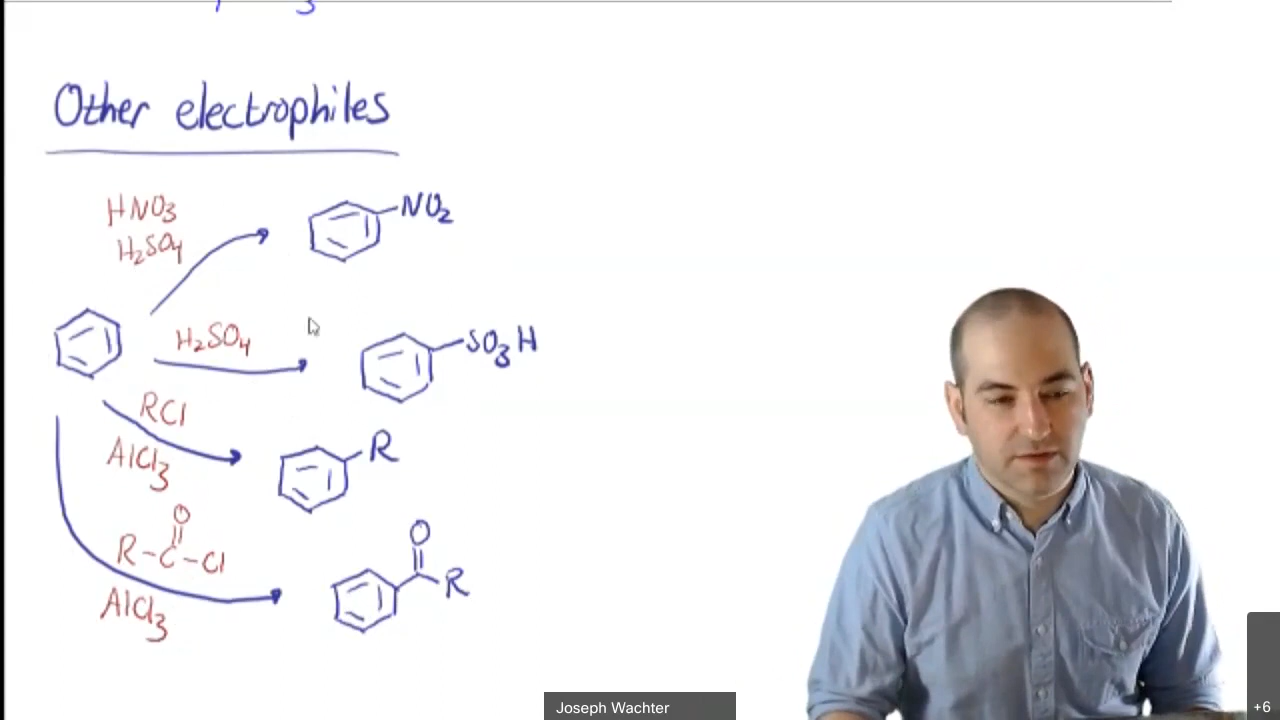 Other electrophiles
HNO3
H2SO4
NO2
H2SO4
SO3H
RCl
AlCl3
R
O
R-C-Cl
AlCl3
O
R
Joseph Wachter
+6